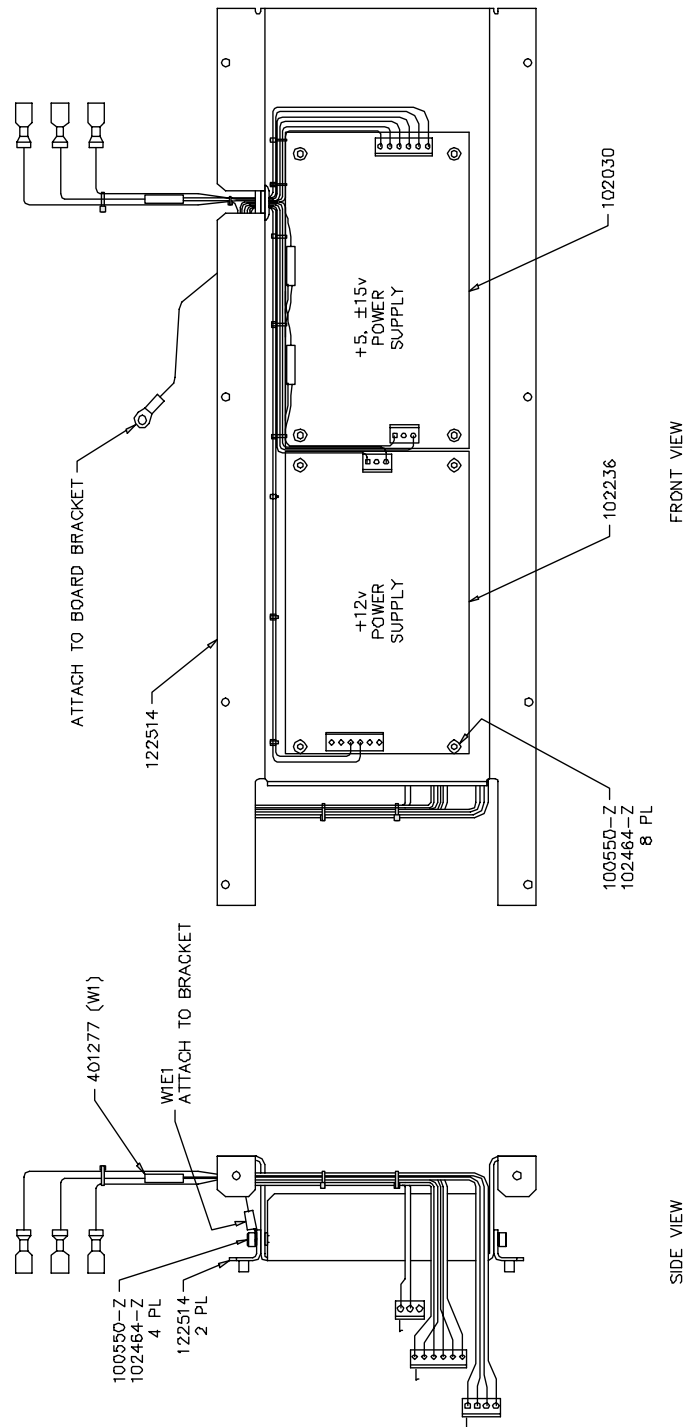 ATTACH TO BOARD BRACKET
122514
+5, ±15v
POWER
SUPPLY
102030
+12v
POWER
SUPPLY
102236
100550-Z
102464-Z
8 PL
FRONT VIEW
401277 (W1)
W1E1
ATTACH TO BRACKET
100550-Z
102464-Z
4 PL
122514
2 PL
SIDE VIEW